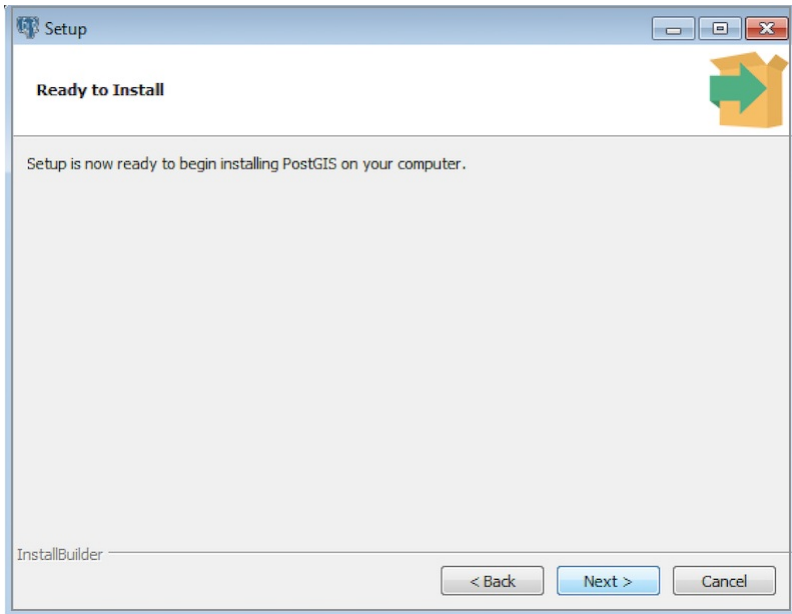 Setup
Ready to Install
Setup is now ready to begin installing PostGIS on your computer.
InstallBuilder
< Back Next > Cancel